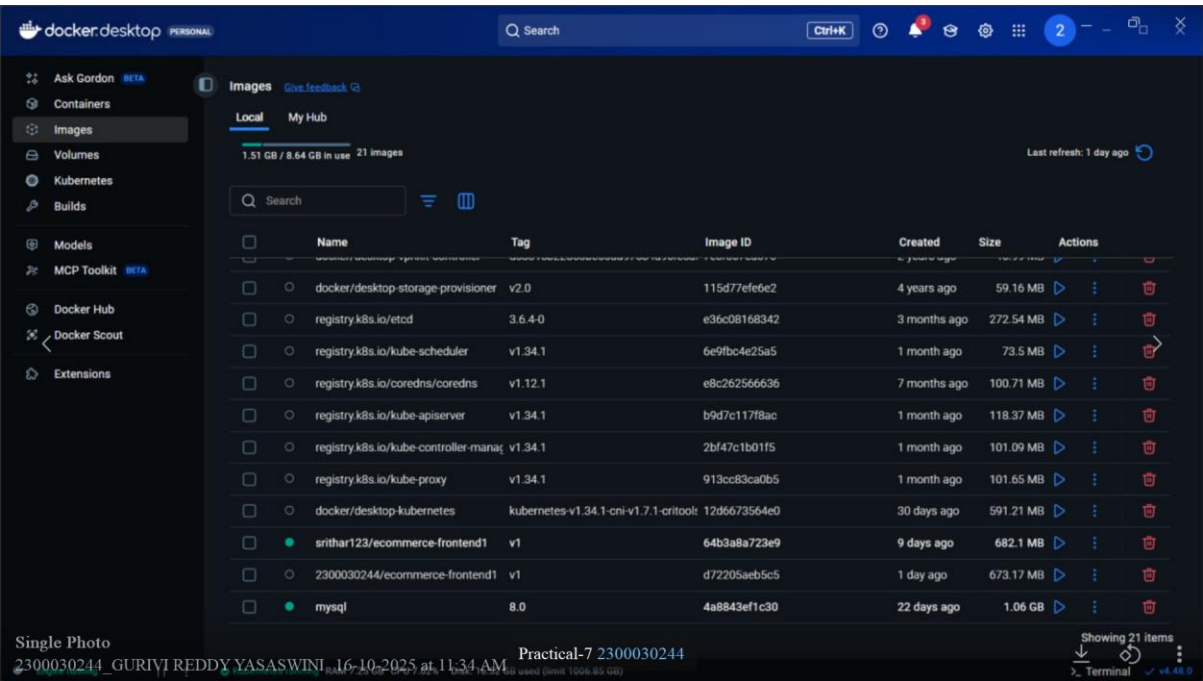 docker.desktop PERSONAL
Search
Ctrl+K
3
2
Ask Gordon BETA
Containers
Images
Volumes
Kubernetes
Builds
Models
MCP Toolkit BETA
Docker Hub
Docker Scout
Extensions
Images Give feedback
Local My Hub
1.51 GB / 8.64 GB in use 21 images
Last refresh: 1 day ago
Search
Name Tag Image ID Created Size Actions
docker/desktop-storage-provisioner v2.0 115d77efe6e2 4 years ago 59.16 MB
registry.k8s.io/etcd 3.6.4-0 e36c08168342 3 months ago 272.54 MB
registry.k8s.io/kube-scheduler v1.34.1 6e9fbc4e25a5 1 month ago 73.5 MB
registry.k8s.io/coredns/coredns v1.12.1 e8c262566636 7 months ago 100.71 MB
registry.k8s.io/kube-apiserver v1.34.1 b9d7c117f8ac 1 month ago 118.37 MB
registry.k8s.io/kube-controller-manag v1.34.1 2bf47c1b01f5 1 month ago 101.09 MB
registry.k8s.io/kube-proxy v1.34.1 913cc83ca0b5 1 month ago 101.65 MB
docker/desktop-kubernetes kubernetes-v1.34.1-cni-v1.7.1-critools 12d6673564e0 30 days ago 591.21 MB
srithar123/ecommerce-frontend1 v1 64b3a8a723e9 9 days ago 682.1 MB
2300030244/ecommerce-frontend1 v1 d72205aeb5c5 1 day ago 673.17 MB
mysql 8.0 4a8843ef1c30 22 days ago 1.06 GB
Showing 21 items
Single Photo
2300030244_GURIVI REDDY YASASWINI_16-10-2025 at 11:34 AM
Practical-7 2300030244
used (limit 1006.85 GB)
Terminal v4.48.0